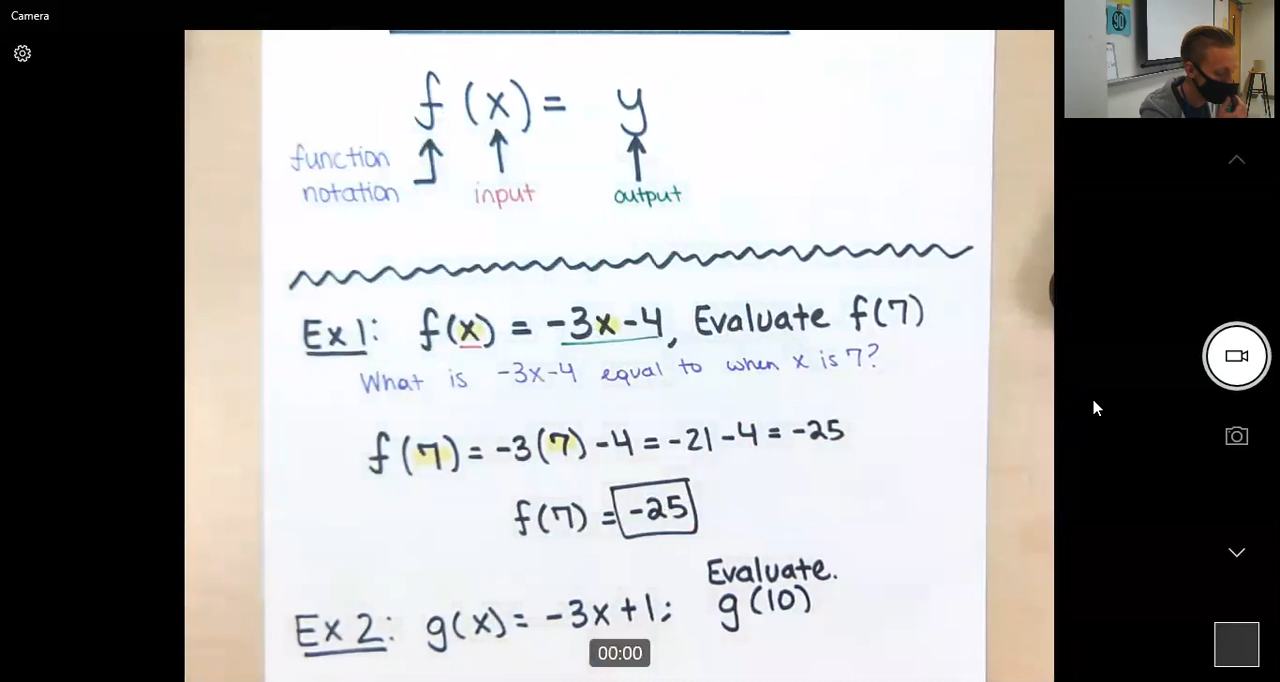 Camera
90
f(x) = y
function
notation
input
output
Ex 1: f(x) = -3x-4, Evaluate f(7)
What is -3x-4 equal to when x is 7?
f(7) = -3(7) -4 = -21 -4 = -25
f(7) = -25
Evaluate.
Ex 2: g(x) = -3x+1; g(10)
00:00